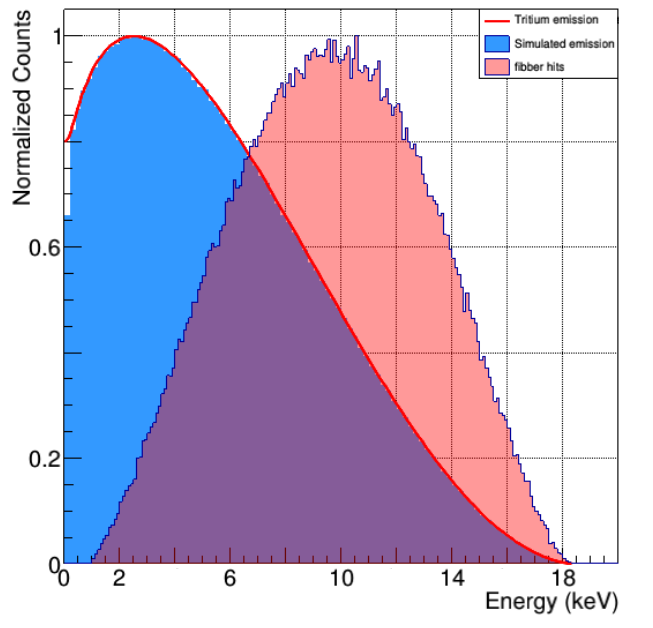 Normalized Counts
1
0.6
0.2
0
Tritium emission
Simulated emission
fibber hits
0 2 6 10 14 18
Energy (keV)